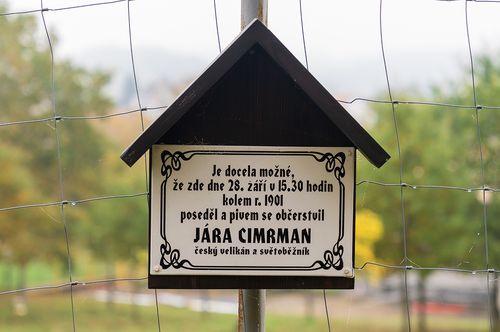 Je docela možné,
že zde dne 28. září v 15.30 hodin
kolem r. 1901
poseděl a pivem se občerstvil
JÁRA CIMRMAN
český velikán a světoběžník